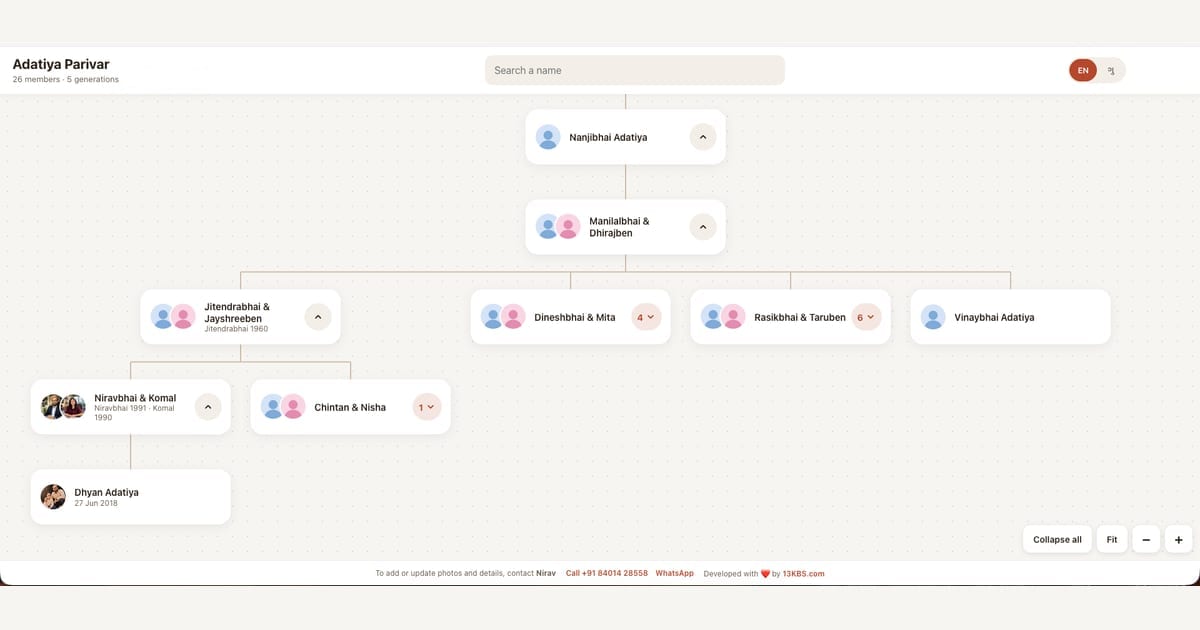 Adatiya Parivar
26 members · 5 generations
Search a name
EN
ગુ
Nanjibhai Adatiya
Manilalbhai &
Dhirajben
Jitendrabhai &
Jayshreeben
Jitendrabhai 1960
Dineshbhai & Mita
4
Rasikbhai & Taruben
6
Vinaybhai Adatiya
Niravbhai & Komal
Niravbhai 1991 · Komal
1990
Chintan & Nisha
1
Dhyan Adatiya
27 Jun 2018
Collapse all
Fit
− +
To add or update photos and details, contact Nirav Call +91 84014 28558 WhatsApp Developed with ❤️ by 13KBS.com